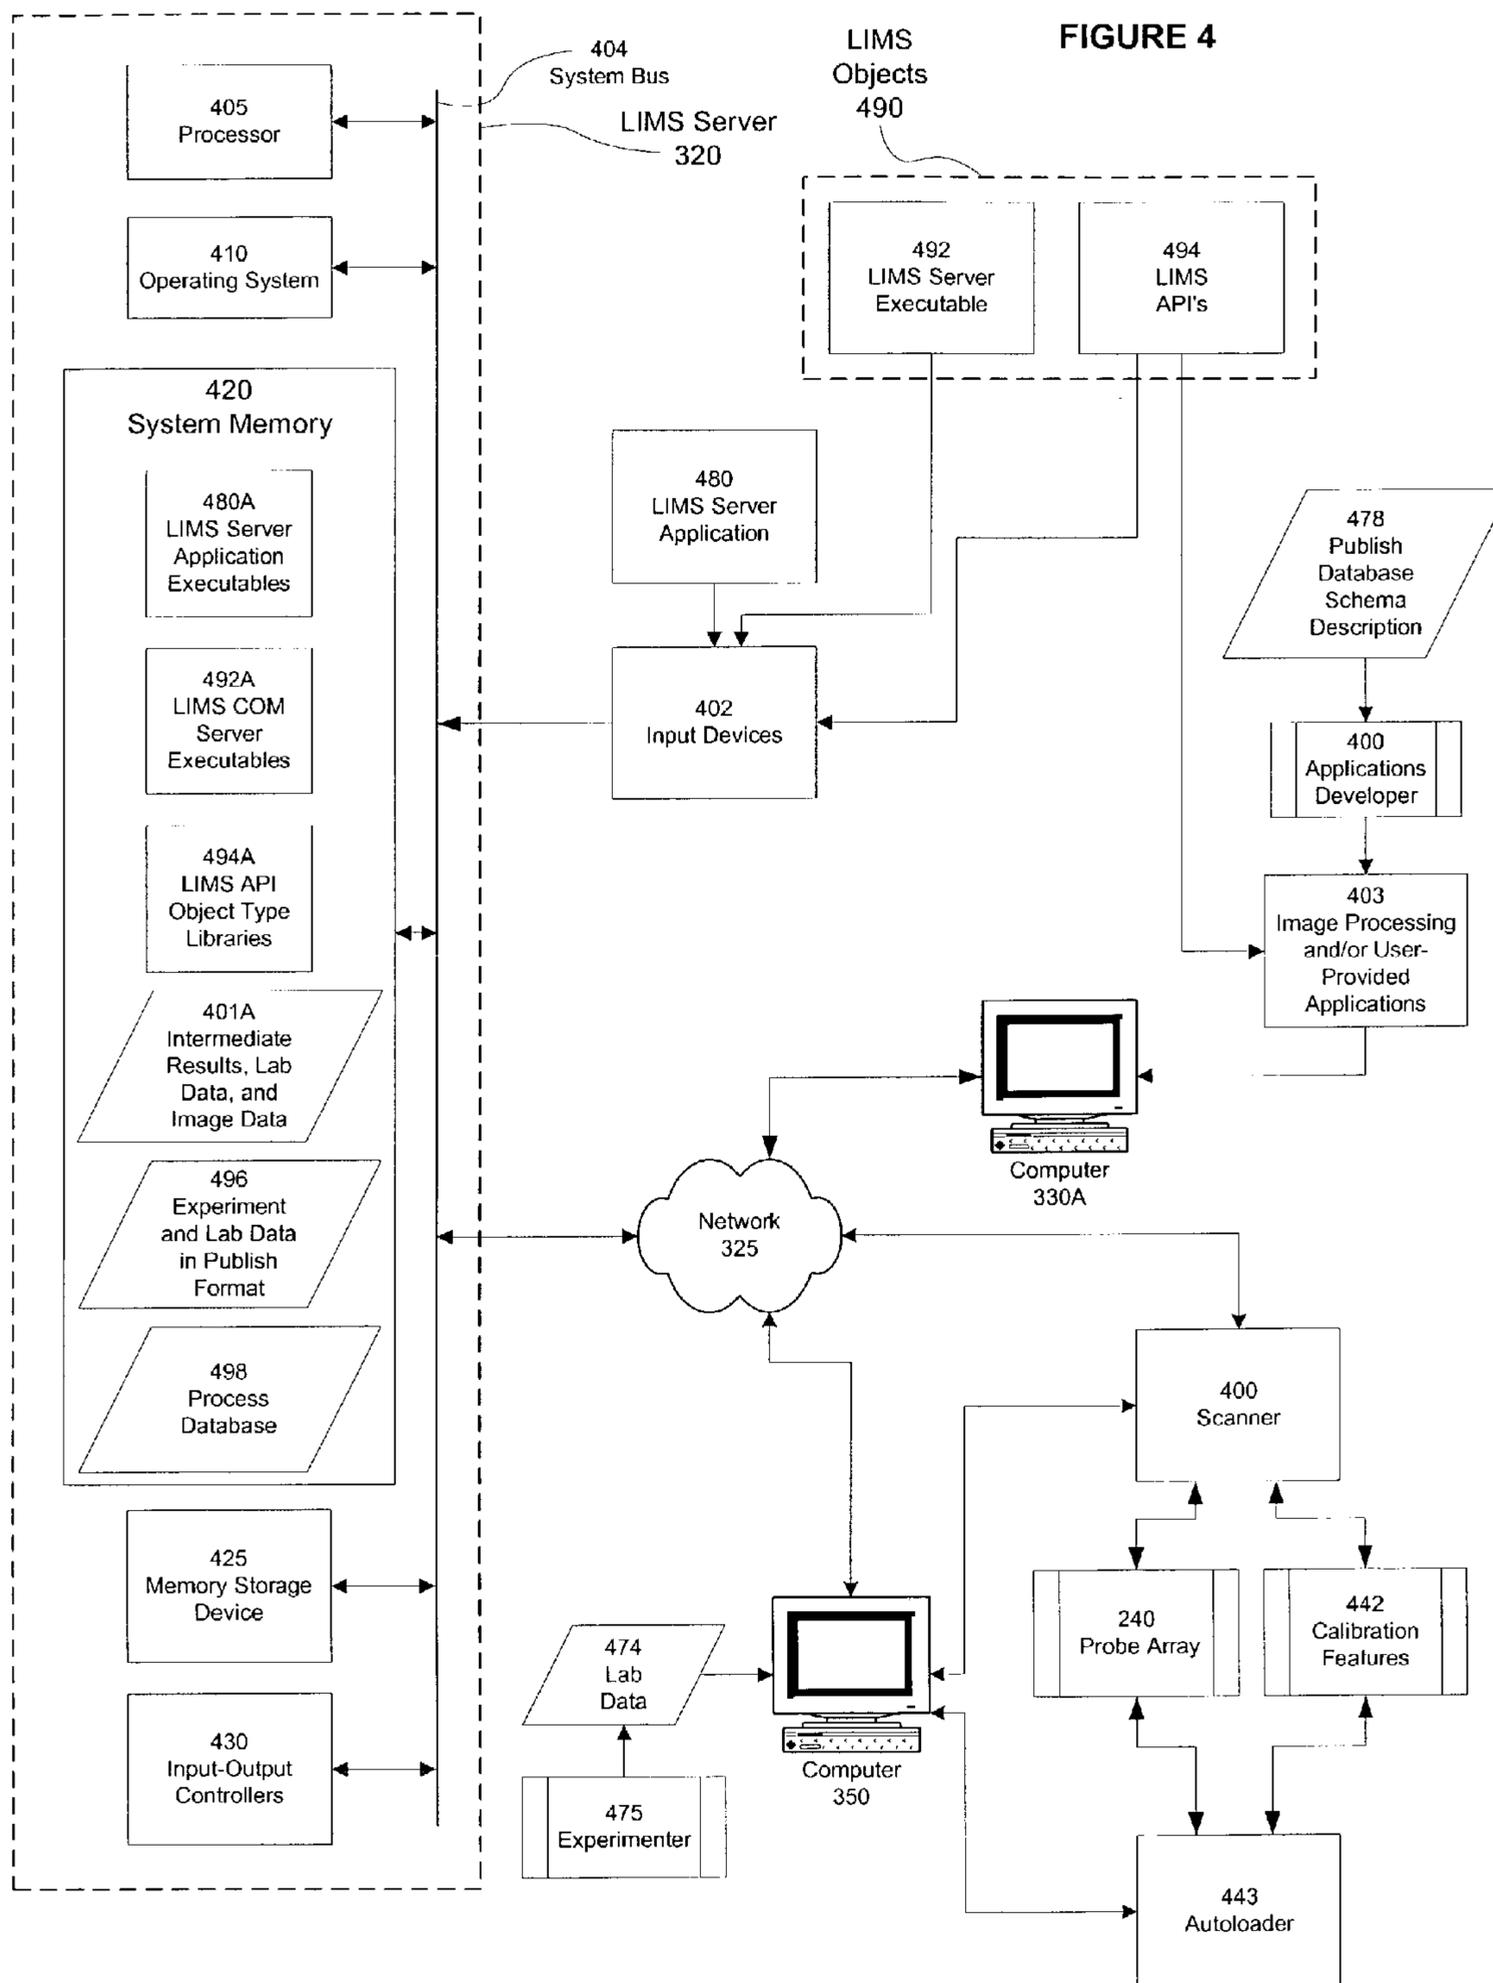 FIGURE 4
404
System Bus
LIMS Server
320
LIMS
Objects
490
405
Processor
410
Operating System
420
System Memory
480A
LIMS Server
Application
Executables
492A
LIMS COM
Server
Executables
494A
LIMS API
Object Type
Libraries
401A
Intermediate
Results, Lab
Data, and
Image Data
496
Experiment
and Lab Data
in Publish
Format
498
Process
Database
425
Memory Storage
Device
430
Input-Output
Controllers
492
LIMS Server
Executable
494
LIMS
API's
480
LIMS Server
Application
402
Input Devices
478
Publish
Database
Schema
Description
400
Applications
Developer
403
Image Processing
and/or User-
Provided
Applications
Computer
330A
Network
325
400
Scanner
240
Probe Array
442
Calibration
Features
474
Lab
Data
475
Experimenter
Computer
350
443
Autoloader